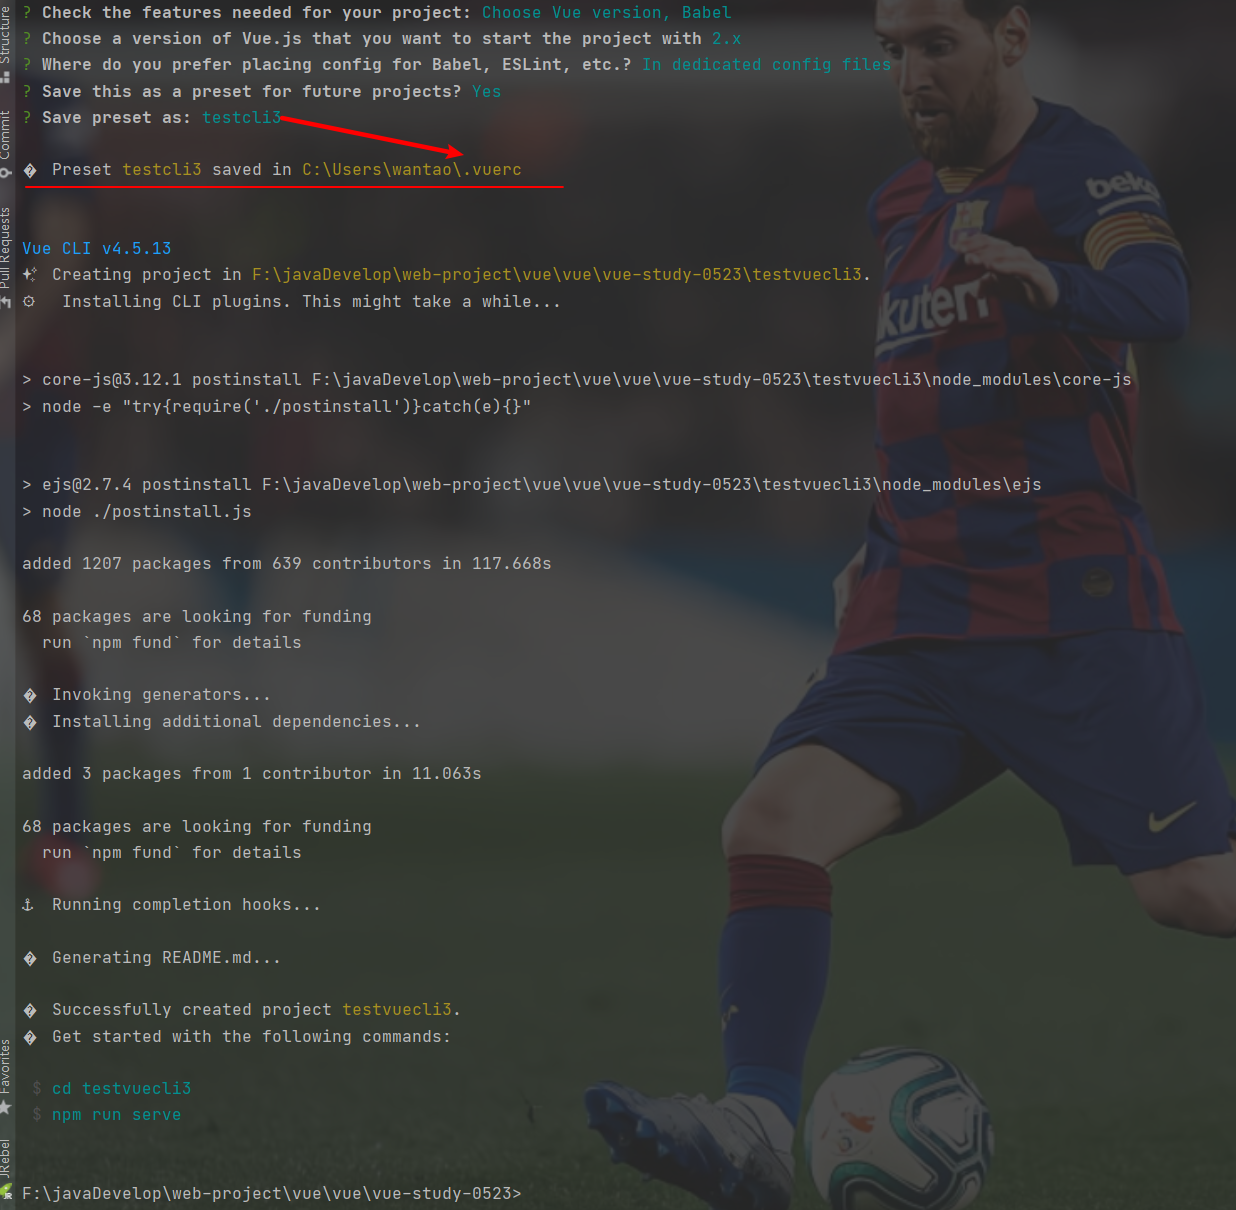 ? Check the features needed for your project: Choose Vue version, Babel
? Choose a version of Vue.js that you want to start the project with 2.x
? Where do you prefer placing config for Babel, ESLint, etc.? In dedicated config files
? Save this as a preset for future projects? Yes
? Save preset as: testcli3
� Preset testcli3 saved in C:\Users\wantao\.vuerc
Vue CLI v4.5.13
✨ Creating project in F:\javaDevelop\web-project\vue\vue\vue-study-0523\testvuecli3.
⚙ Installing CLI plugins. This might take a while...
> core-js@3.12.1 postinstall F:\javaDevelop\web-project\vue\vue\vue-study-0523\testvuecli3\node_modules\core-js
> node -e "try{require('./postinstall')}catch(e){}"
> ejs@2.7.4 postinstall F:\javaDevelop\web-project\vue\vue\vue-study-0523\testvuecli3\node_modules\ejs
> node ./postinstall.js
added 1207 packages from 639 contributors in 117.668s
68 packages are looking for funding
run `npm fund` for details
� Invoking generators...
� Installing additional dependencies...
added 3 packages from 1 contributor in 11.063s
68 packages are looking for funding
run `npm fund` for details
⚓ Running completion hooks...
� Generating README.md...
� Successfully created project testvuecli3.
� Get started with the following commands:
$ cd testvuecli3
$ npm run serve
F:\javaDevelop\web-project\vue\vue\vue-study-0523>
Structure
Commit
Pull Requests
Favorites
JRebel
beko
kuten